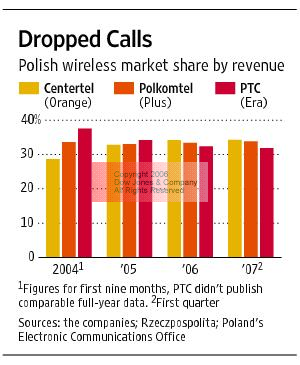 Dropped Calls
Polish wireless market share by revenue
Centertel Polkomtel PTC
(Orange) (Plus) (Era)
40%
30
20
10
0
Copyright 2006
Dow Jones & Company
All Rights Reserved
2004¹ '05 '06 '07²
¹Figures for first nine months, PTC didn't publish
comparable full-year data. ²First quarter
Sources: the companies; Rzeczpospolita; Poland's
Electronic Communications Office